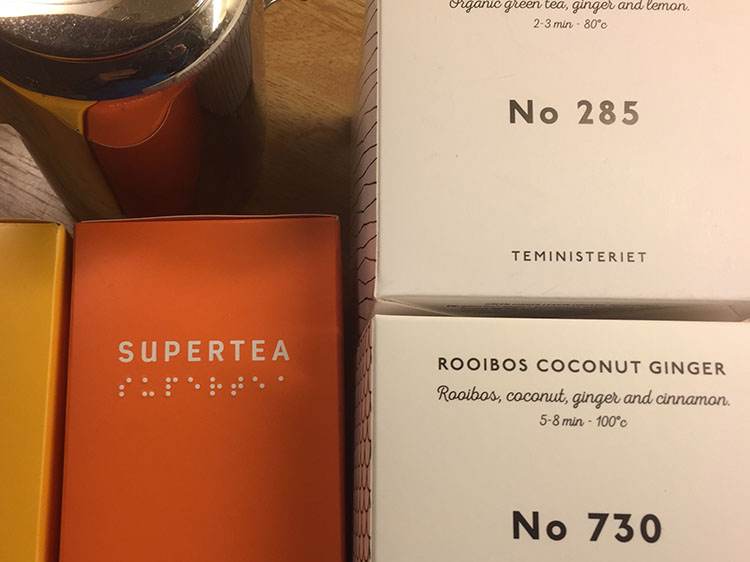 Organic green tea, ginger and lemon.
2-3 min - 80°c
No 285
TEMINISTERIET
SUPERTEA
⠎⠥⠏⠑⠗⠞⠑⠁
ROOIBOS COCONUT GINGER
Rooibos, coconut, ginger and cinnamon.
5-8 min - 100°c
No 730